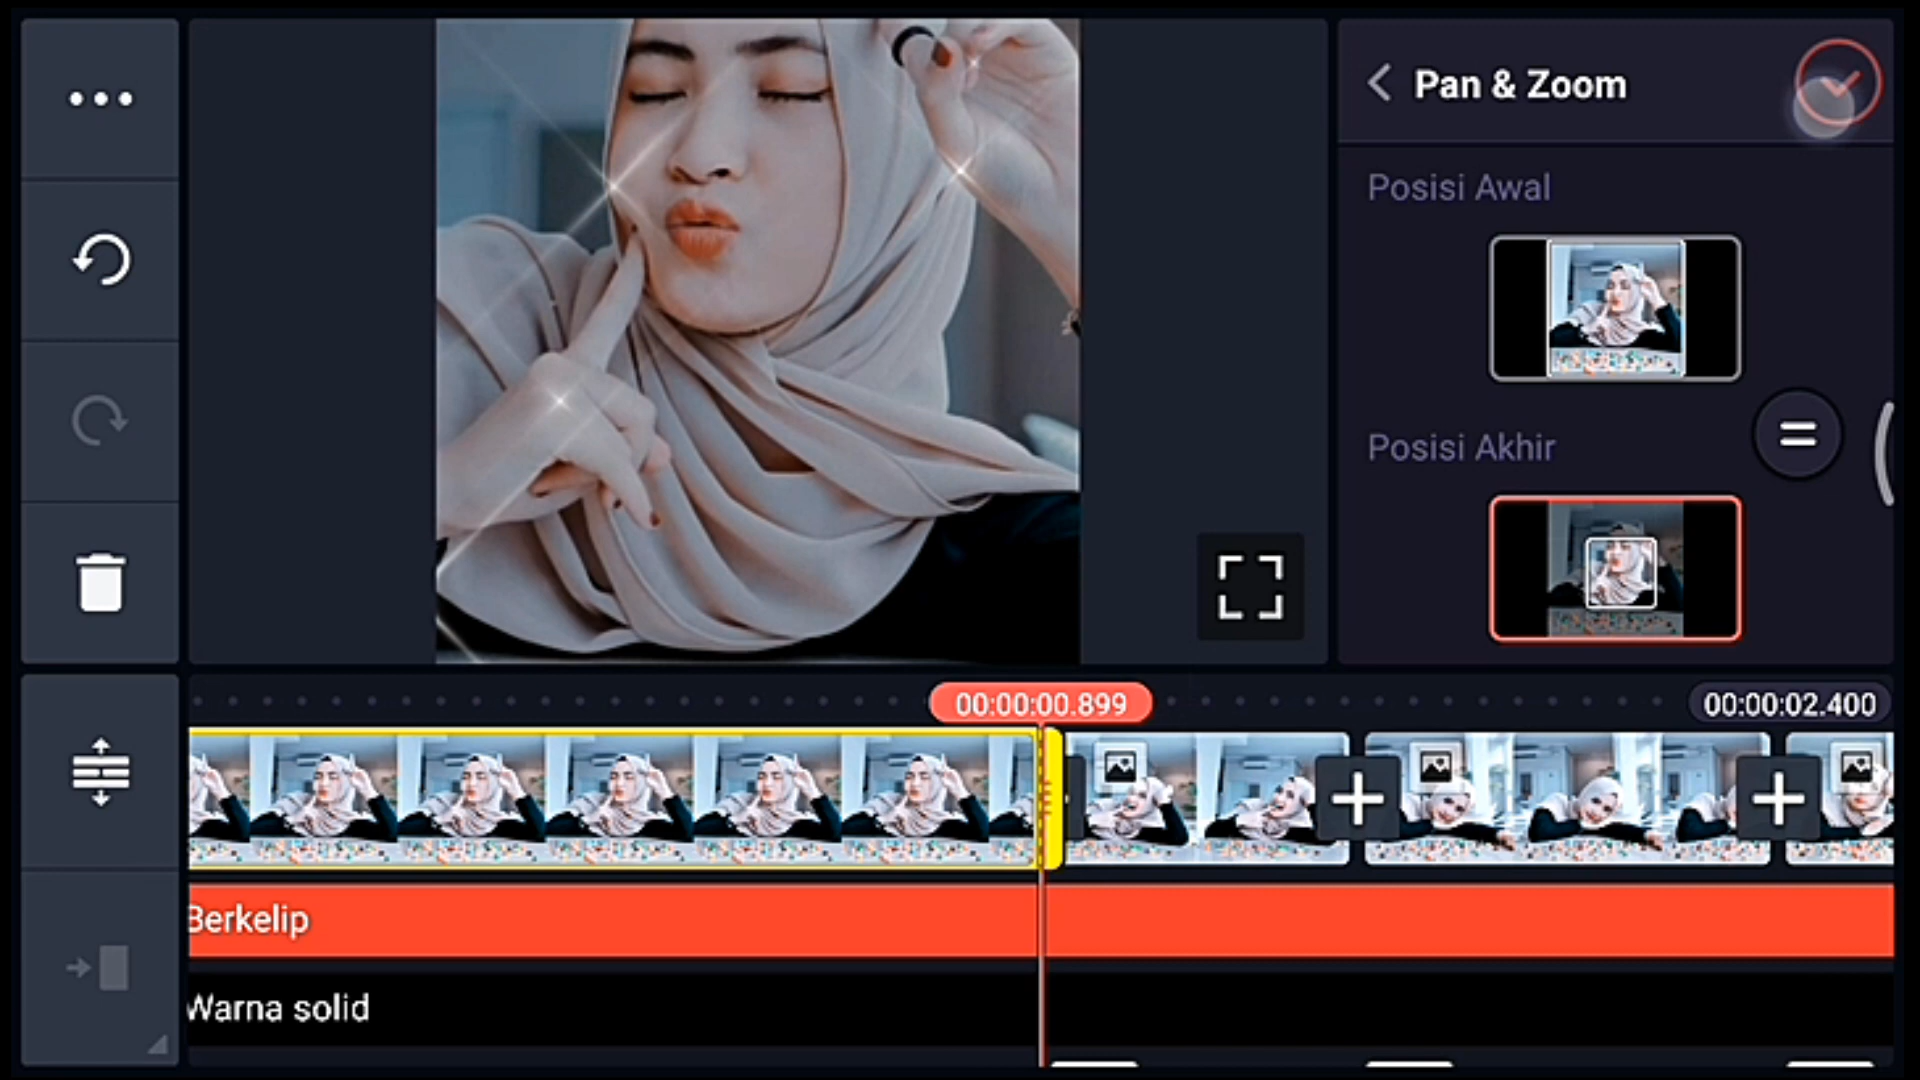 Pan & Zoom
Posisi Awal
Posisi Akhir
00:00:00.899
00:00:02.400
Berkelip
Warna solid